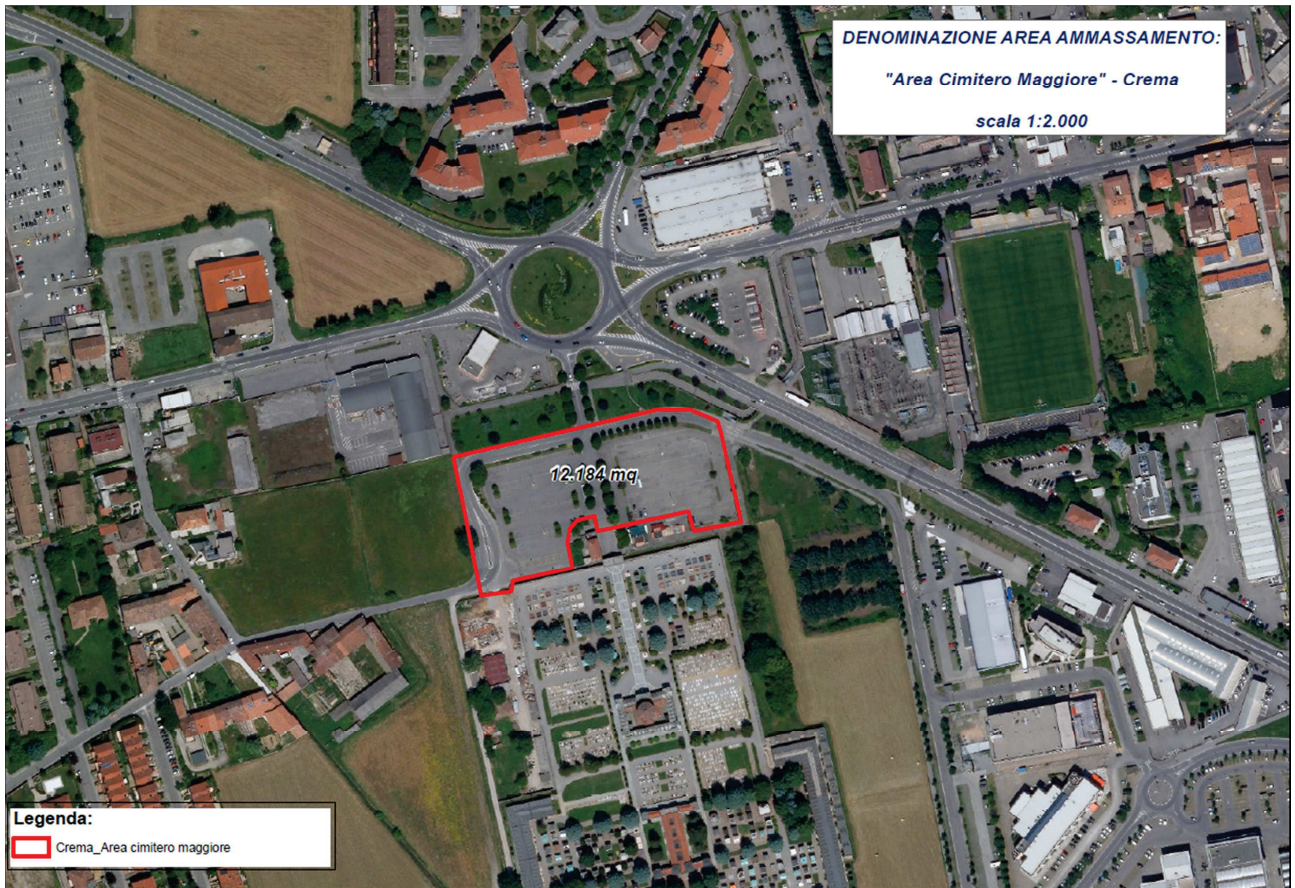 DENOMINAZIONE AREA AMMASSAMENTO:
"Area Cimitero Maggiore" - Crema
scala 1:2.000
12.184 mq
Legenda:
Crema_Area cimitero maggiore